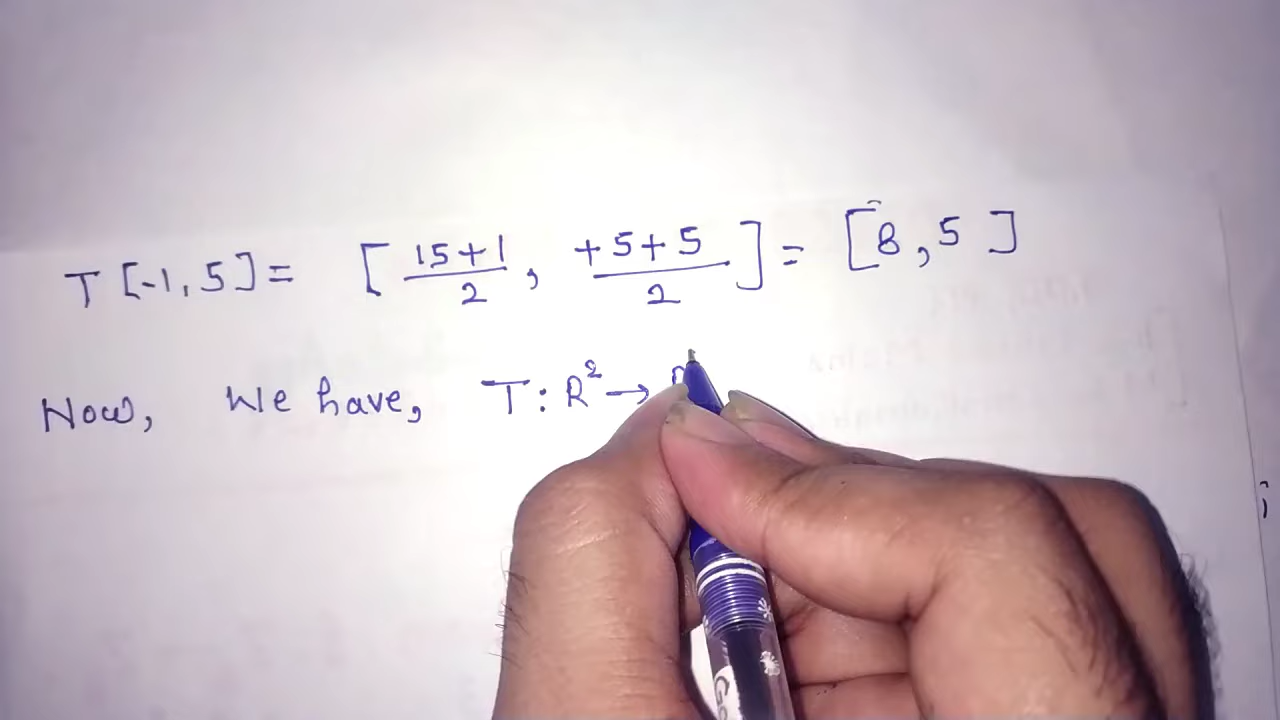 T [-1, 5] = [ 15+1/2 , +5+5/2 ] = [8, 5]
Now, We have, T: R² →